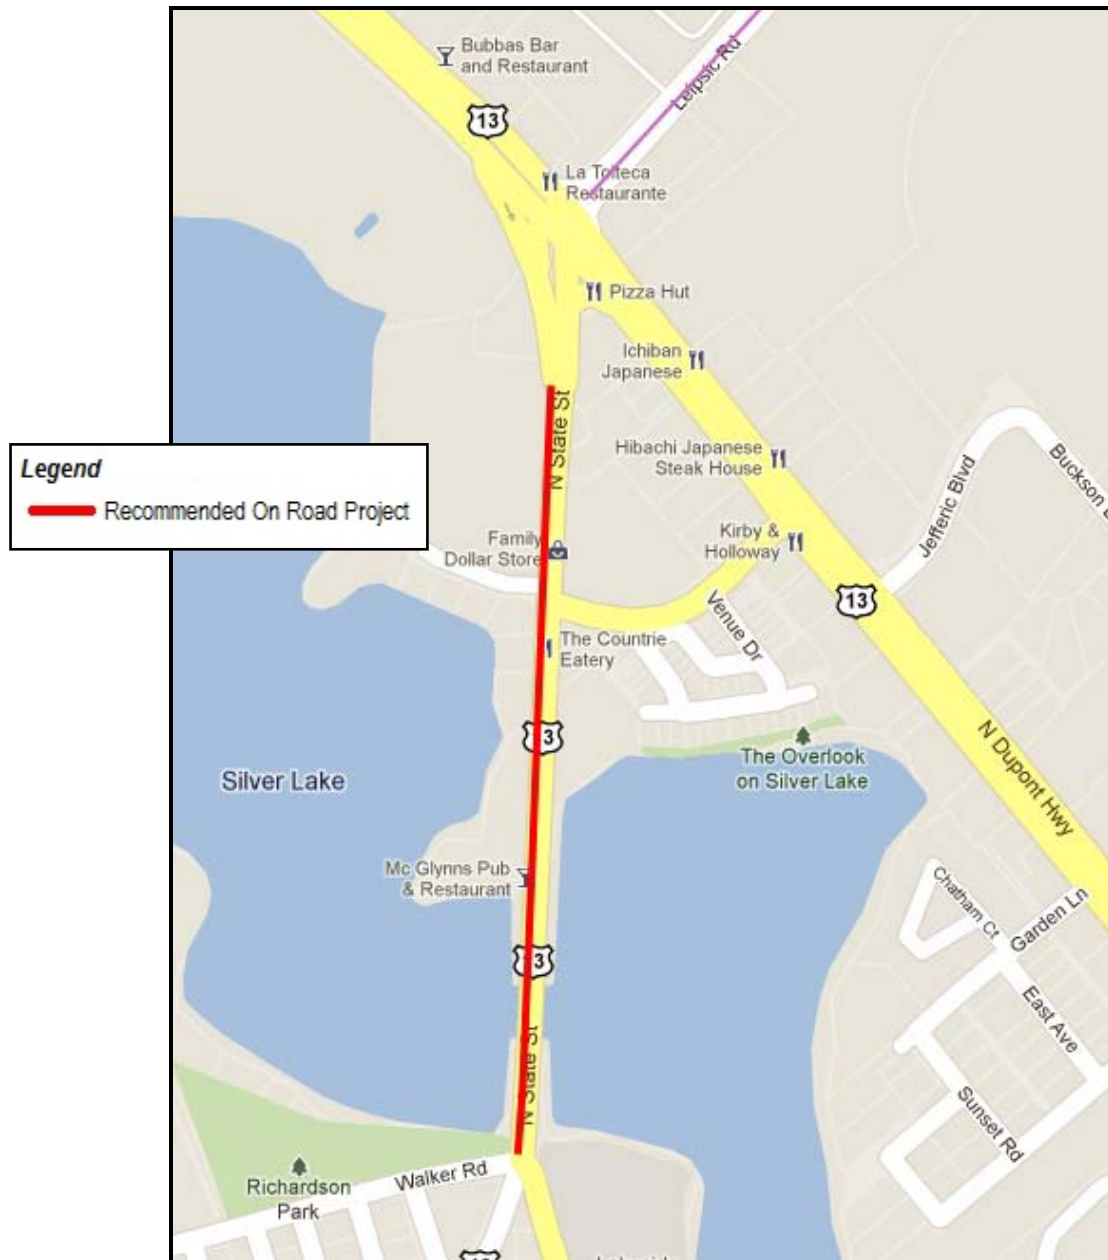 Bubbas Bar
and Restaurant
Leipsic Rd
13
La Tolteca
Restaurante
Pizza Hut
Ichiban
Japanese
N State St
Hibachi Japanese
Steak House
Jefferic Blvd
Buckson
Legend
Recommended On Road Project
Family
Dollar Store
Kirby &
Holloway
13
Venue Dr
The Countrie
Eatery
13
The Overlook
on Silver Lake
N Dupont Hwy
Silver Lake
Mc Glynns Pub
& Restaurant
Chatham Ct
Garden Ln
13
East Ave
N State St
Sunset Rd
Walker Rd
Richardson
Park